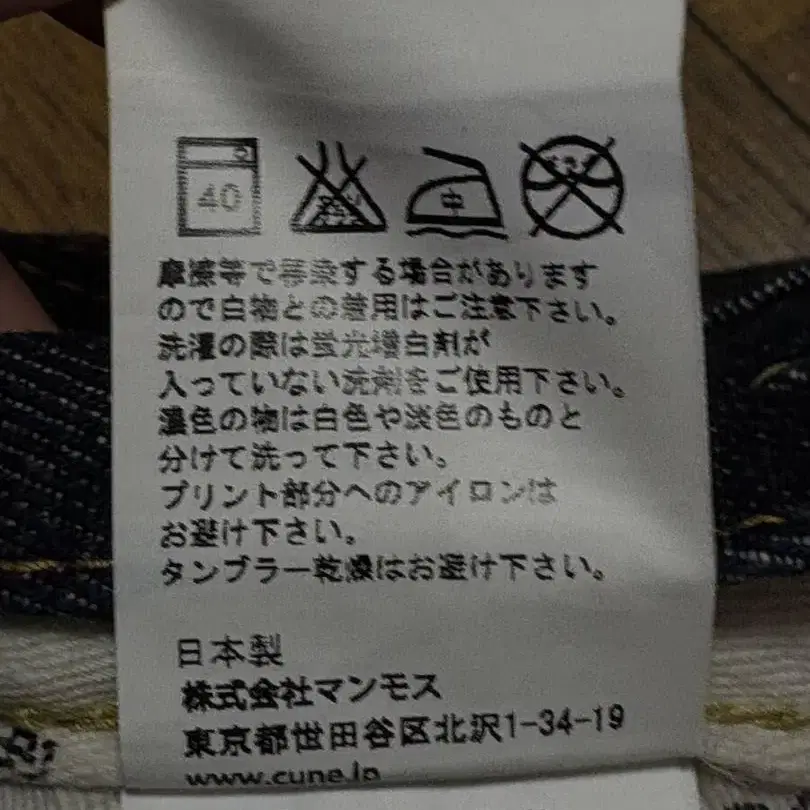 40
中
摩擦等で移染する場合があります
ので白物との着用はご注意下さい。
洗濯の際は蛍光増白剤が
入っていない洗剤をご使用下さい。
濃色の物は白色や淡色のものと
分けて洗って下さい。
プリント部分へのアイロンは
お避け下さい。
タンブラー乾燥はお避け下さい。
日本製
株式会社マンモス
東京都世田谷区北沢1-34-19
www.cune.jp